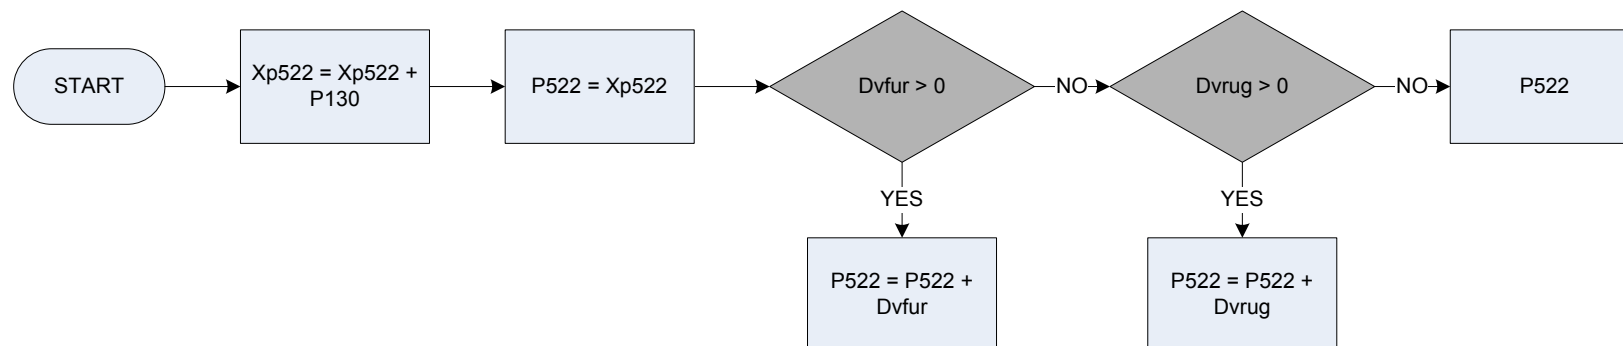 START
Xp522 = Xp522 +
P130
P522 = Xp522
Dvfur > 0
NO
Dvrug > 0
NO
P522
YES
YES
P522 = P522 +
Dvfur
P522 = P522 +
Dvrug